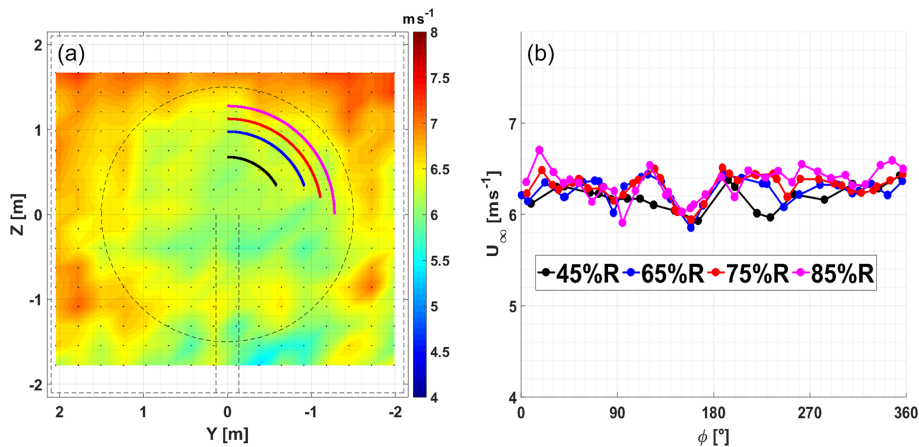 m s-1
(a)
8
7.5
7
6.5
6
5.5
5
4.5
4
2
1
0
-1
-2
Z [m]
2 1 0 -1 -2
Y [m]
(b)
7
6
5
4
U∞ [ms-1]
45%R 65%R 75%R 85%R
0 90 180 270 360
ϕ [°]